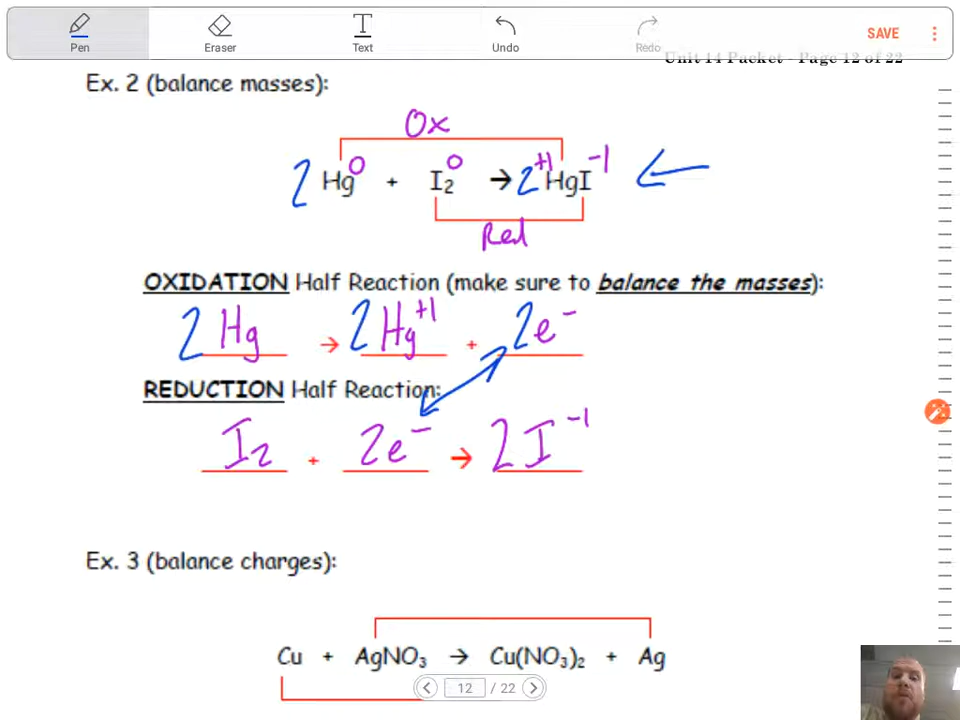 Pen Eraser Text Undo Redo SAVE
Unit 14 Packet - Page 12 of 22
Ex. 2 (balance masses):
Ox
2 Hg⁰ + I₂⁰ → 2 ⁺¹HgI⁻¹
Red
OXIDATION Half Reaction (make sure to balance the masses):
2 Hg → 2 Hg⁺¹ + 2e⁻
REDUCTION Half Reaction:
I₂ + 2e⁻ → 2 I⁻¹
Ex. 3 (balance charges):
Cu + AgNO₃ → Cu(NO₃)₂ + Ag
12 / 22